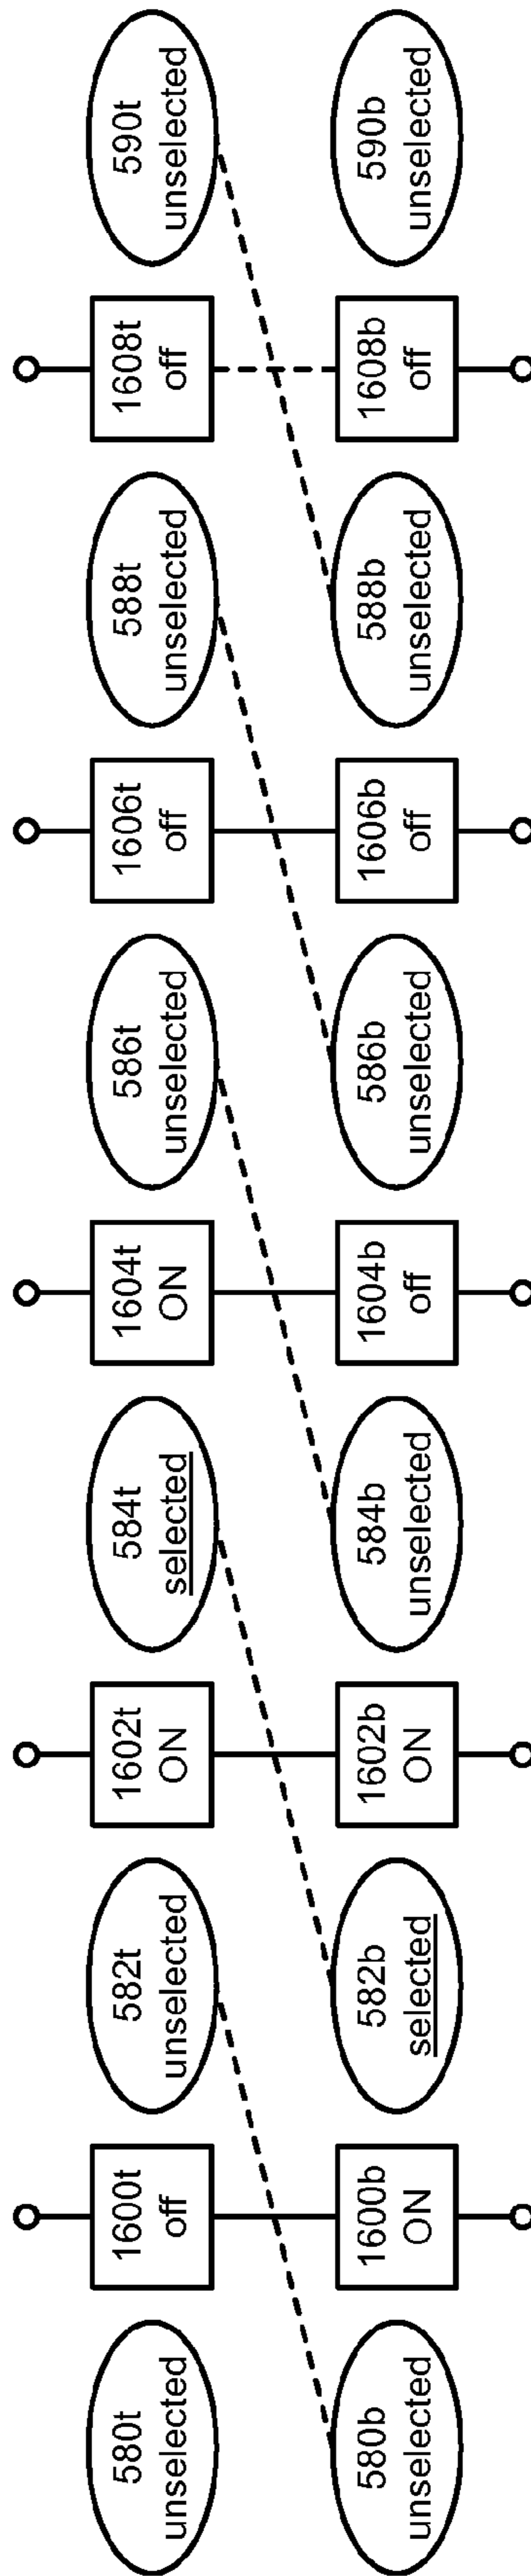 580t
unselected
1600t
off
582t
unselected
1602t
ON
584t
selected
1604t
ON
586t
unselected
1606t
off
588t
unselected
1608t
off
590t
unselected
580b
unselected
1600b
ON
582b
selected
1602b
ON
584b
unselected
1604b
off
586b
unselected
1606b
off
588b
unselected
1608b
off
590b
unselected